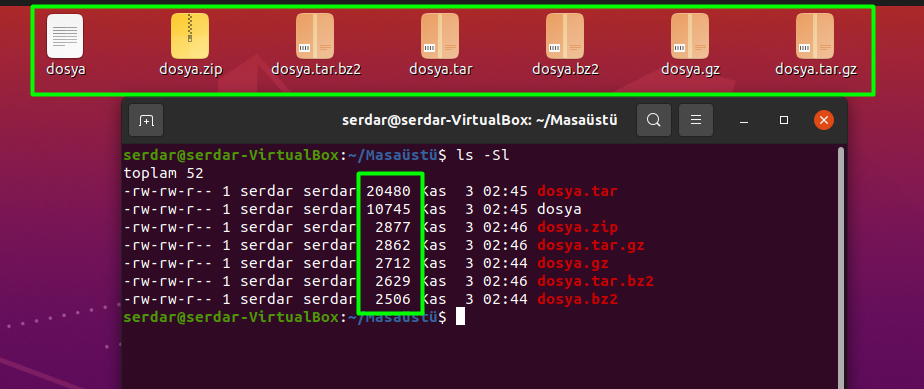 dosya dosya.zip dosya.tar.bz2 dosya.tar dosya.bz2 dosya.gz dosya.tar.gz
serdar@serdar-VirtualBox: ~/Masaüstü
serdar@serdar-VirtualBox:~/Masaüstü$ ls -Sl
toplam 52
-rw-rw-r-- 1 serdar serdar 20480 Kas  3 02:45 dosya.tar
-rw-rw-r-- 1 serdar serdar 10745 Kas  3 02:45 dosya
-rw-rw-r-- 1 serdar serdar  2877 Kas  3 02:46 dosya.zip
-rw-rw-r-- 1 serdar serdar  2862 Kas  3 02:46 dosya.tar.gz
-rw-rw-r-- 1 serdar serdar  2712 Kas  3 02:44 dosya.gz
-rw-rw-r-- 1 serdar serdar  2629 Kas  3 02:46 dosya.tar.bz2
-rw-rw-r-- 1 serdar serdar  2506 Kas  3 02:44 dosya.bz2
serdar@serdar-VirtualBox:~/Masaüstü$